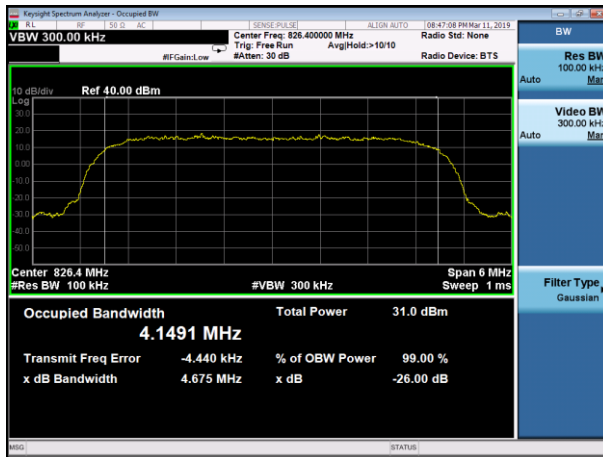 Keysight Spectrum Analyzer - Occupied BW
RL RF 50 Ω AC SENSE:PULSE ALIGN AUTO 08:47:08 PM Mar 11, 2019
VBW 300.00 kHz Center Freq: 826.400000 MHz Radio Std: None BW
Trig: Free Run Avg|Hold:>10/10
#IFGain:Low #Atten: 30 dB Radio Device: BTS
Res BW
100.00 kHz
Auto Man
10 dB/div Ref 40.00 dBm
Log
30.0
20.0
10.0
0.00
-10.0
-20.0
-30.0
-40.0
-50.0
Video BW
300.00 kHz
Auto Man
Center 826.4 MHz Span 6 MHz
#Res BW 100 kHz #VBW 300 kHz Sweep 1 ms
Filter Type
Gaussian
Occupied Bandwidth Total Power 31.0 dBm
4.1491 MHz
Transmit Freq Error -4.440 kHz % of OBW Power 99.00 %
x dB Bandwidth 4.675 MHz x dB -26.00 dB
MSG STATUS